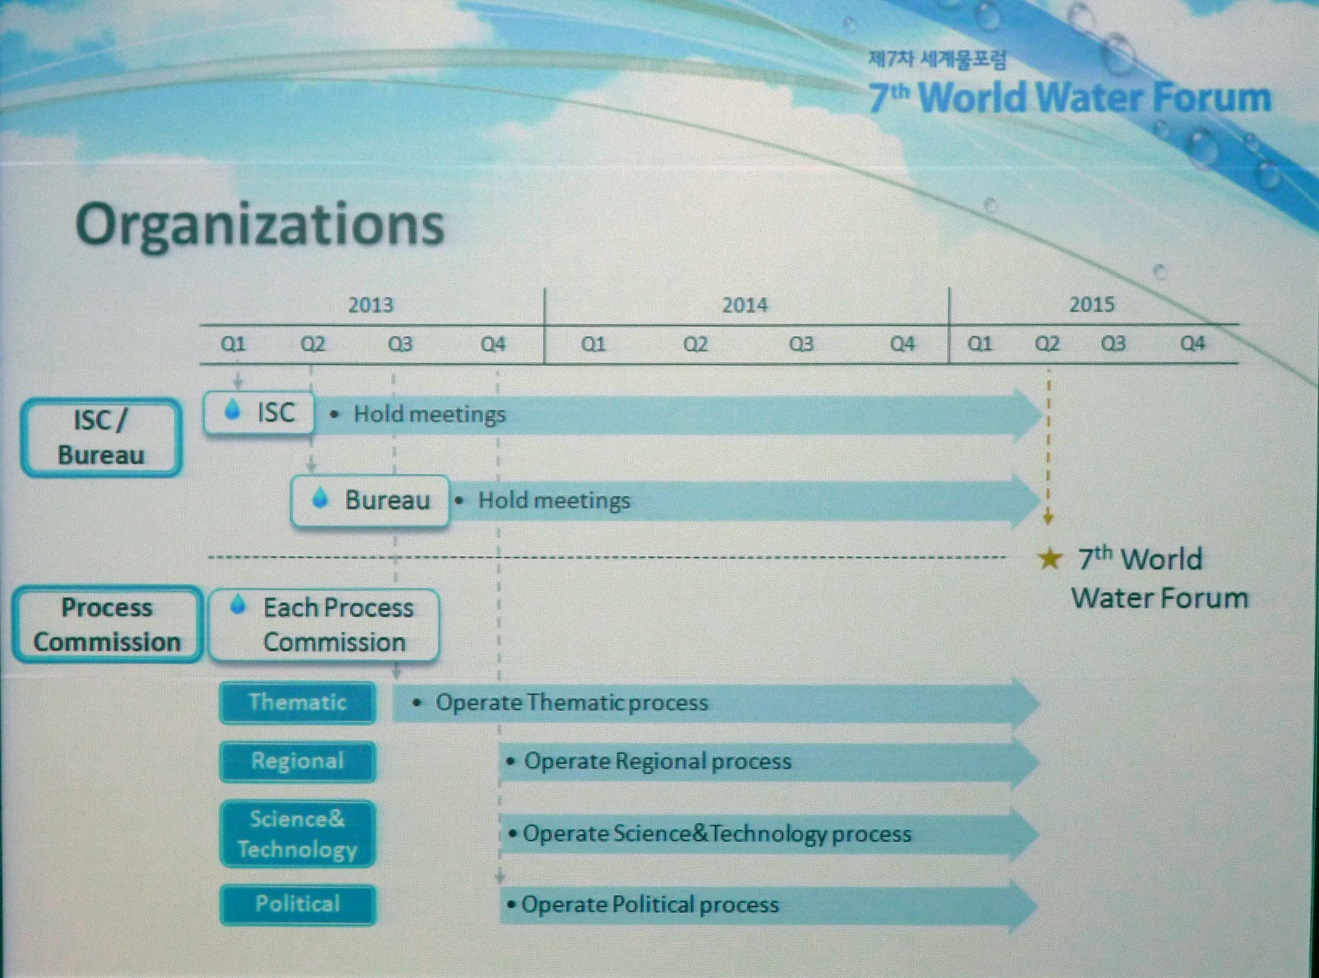 제7차 세계물포럼
7th World Water Forum
Organizations
2013 2014 2015
Q1 Q2 Q3 Q4 Q1 Q2 Q3 Q4 Q1 Q2 Q3 Q4
ISC /
Bureau
ISC
• Hold meetings
Bureau
• Hold meetings
7th World
Water Forum
Process
Commission
Each Process
Commission
Thematic
• Operate Thematic process
Regional
• Operate Regional process
Science&
Technology
• Operate Science&Technology process
Political
• Operate Political process